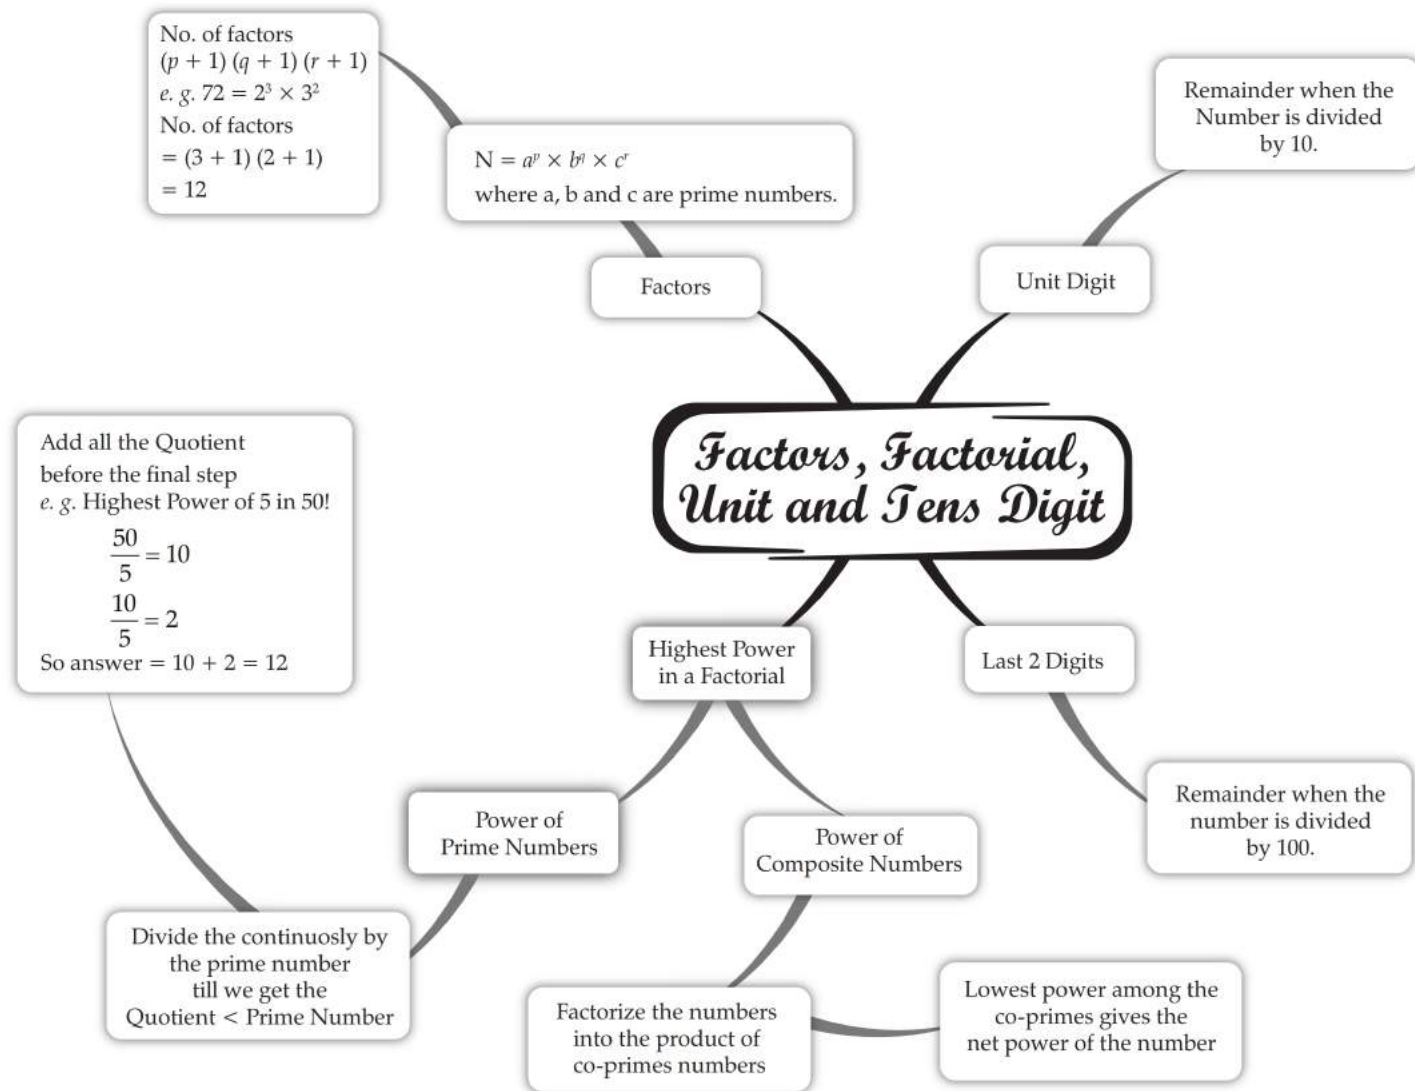 No. of factors
(p + 1) (q + 1) (r + 1)
e. g. 72 = 2³ × 3²
No. of factors
= (3 + 1) (2 + 1)
= 12
N = aᵖ × b^q × cʳ
where a, b and c are prime numbers.
Factors
Remainder when the
Number is divided
by 10.
Unit Digit
Factors, Factorial,
Unit and Tens Digit
Add all the Quotient
before the final step
e. g. Highest Power of 5 in 50!
50/5 = 10
10/5 = 2
So answer = 10 + 2 = 12
Highest Power
in a Factorial
Last 2 Digits
Power of
Prime Numbers
Power of
Composite Numbers
Remainder when the
number is divided
by 100.
Divide the continuosly by
the prime number
till we get the
Quotient < Prime Number
Factorize the numbers
into the product of
co-primes numbers
Lowest power among the
co-primes gives the
net power of the number